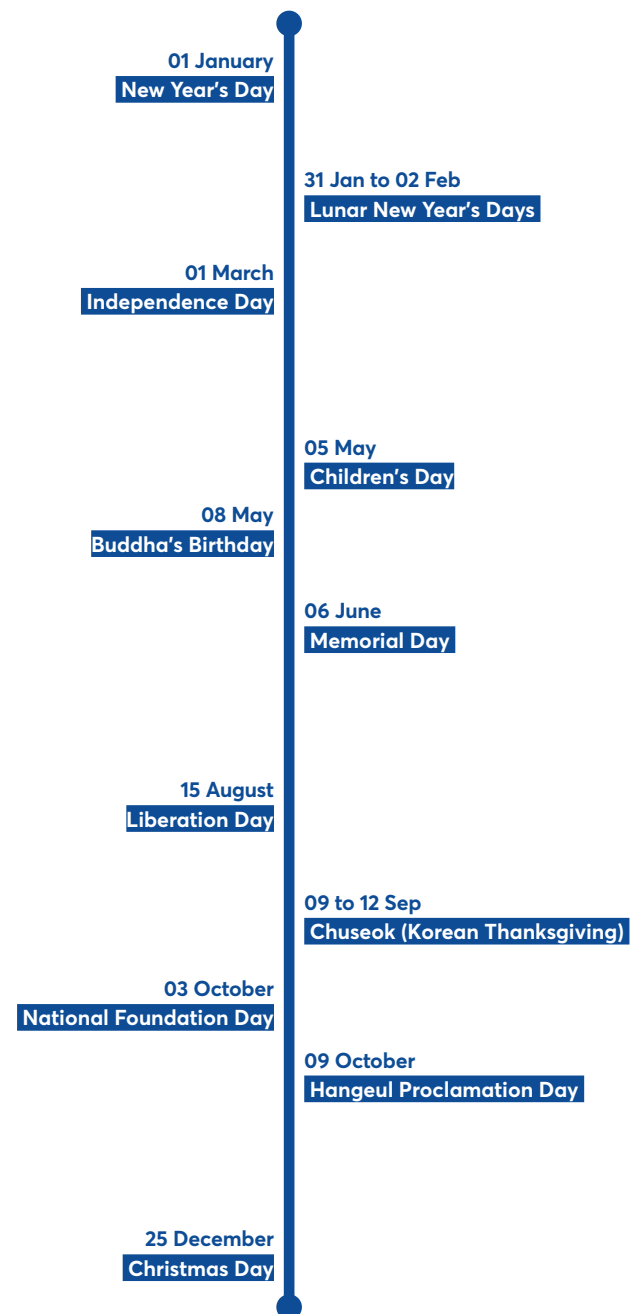 01 January
New Year's Day
31 Jan to 02 Feb
Lunar New Year's Days
01 March
Independence Day
05 May
Children's Day
08 May
Buddha's Birthday
06 June
Memorial Day
15 August
Liberation Day
09 to 12 Sep
Chuseok (Korean Thanksgiving)
03 October
National Foundation Day
09 October
Hangeul Proclamation Day
25 December
Christmas Day